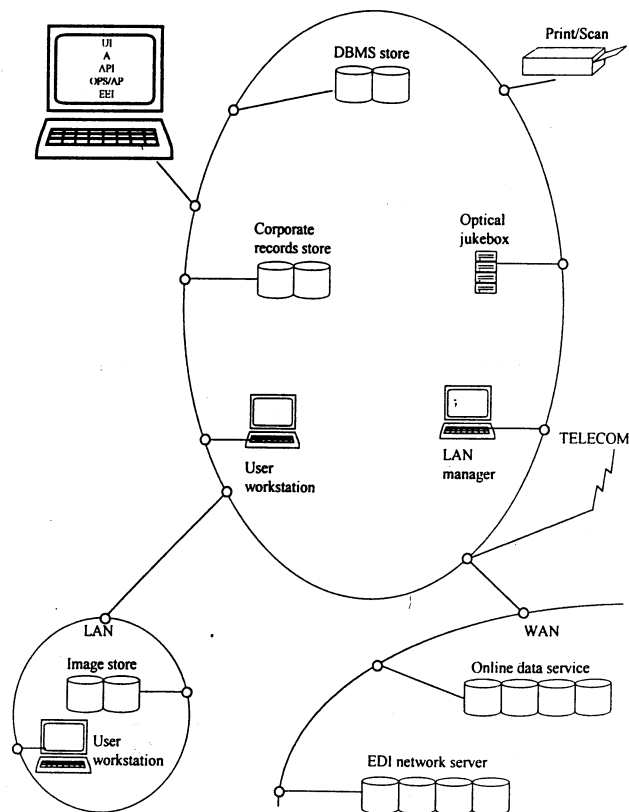 UI
A
API
OPS/AP
EEI
DBMS store
Print/Scan
Corporate
records store
Optical
jukebox
User
workstation
LAN
manager
TELECOM
LAN
Image store
User
workstation
WAN
Online data service
EDI network server